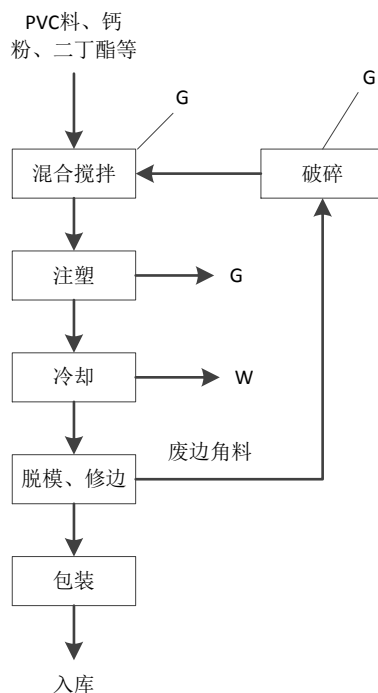 PVC料、钙
粉、二丁酯等
G
G
混合搅拌
破碎
注塑
G
冷却
W
废边角料
脱模、修边
包装
入库